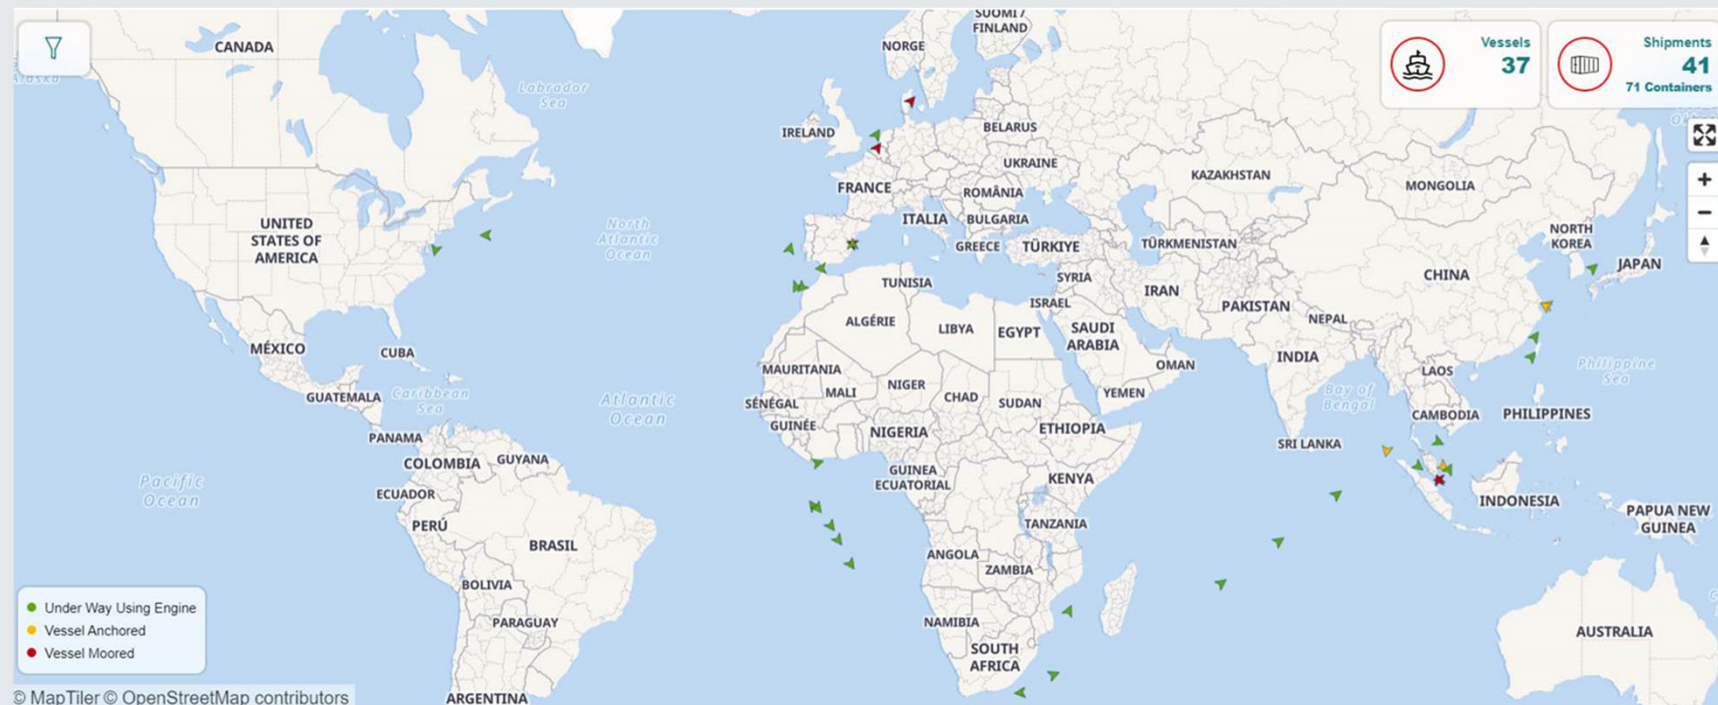 SUOMI /
FINLAND
NORGE
CANADA
Alaska
Labrador
Sea
Vessels
37
Shipments
41
71 Containers
IRELAND
BELARUS
UKRAINE
KAZAKHSTAN
MONGOLIA
FRANCE
ROMÂNIA
UNITED
STATES OF
AMERICA
North
Atlantic
Ocean
ITALIA
BULGARIA
GREECE
TÜRKIYE
TÜRKMENISTAN
NORTH
KOREA
JAPAN
CHINA
SYRIA
TUNISIA
IRAN
ISRAEL
PAKISTAN
NEPAL
ALGÉRIE
LIBYA
EGYPT
SAUDI
ARABIA
MÉXICO
CUBA
INDIA
OMAN
LAOS
Philippine
Sea
MAURITANIA
MALI
NIGER
CHAD
SUDAN
YEMEN
Bay of
Bengal
GUATEMALA
Caribbean
Sea
Atlantic
Ocean
SÉNÉGAL
GUINÉE
NIGERIA
ETHIOPIA
CAMBODIA
PHILIPPINES
PANAMA
SRI LANKA
COLOMBIA
GUYANA
GUINEA
ECUATORIAL
KENYA
Pacific
Ocean
ECUADOR
INDONESIA
PERÚ
TANZANIA
PAPUA NEW
GUINEA
BRASIL
ANGOLA
ZAMBIA
BOLIVIA
Under Way Using Engine
Vessel Anchored
Vessel Moored
PARAGUAY
NAMIBIA
AUSTRALIA
SOUTH
AFRICA
© MapTiler © OpenStreetMap contributors
ARGENTINA